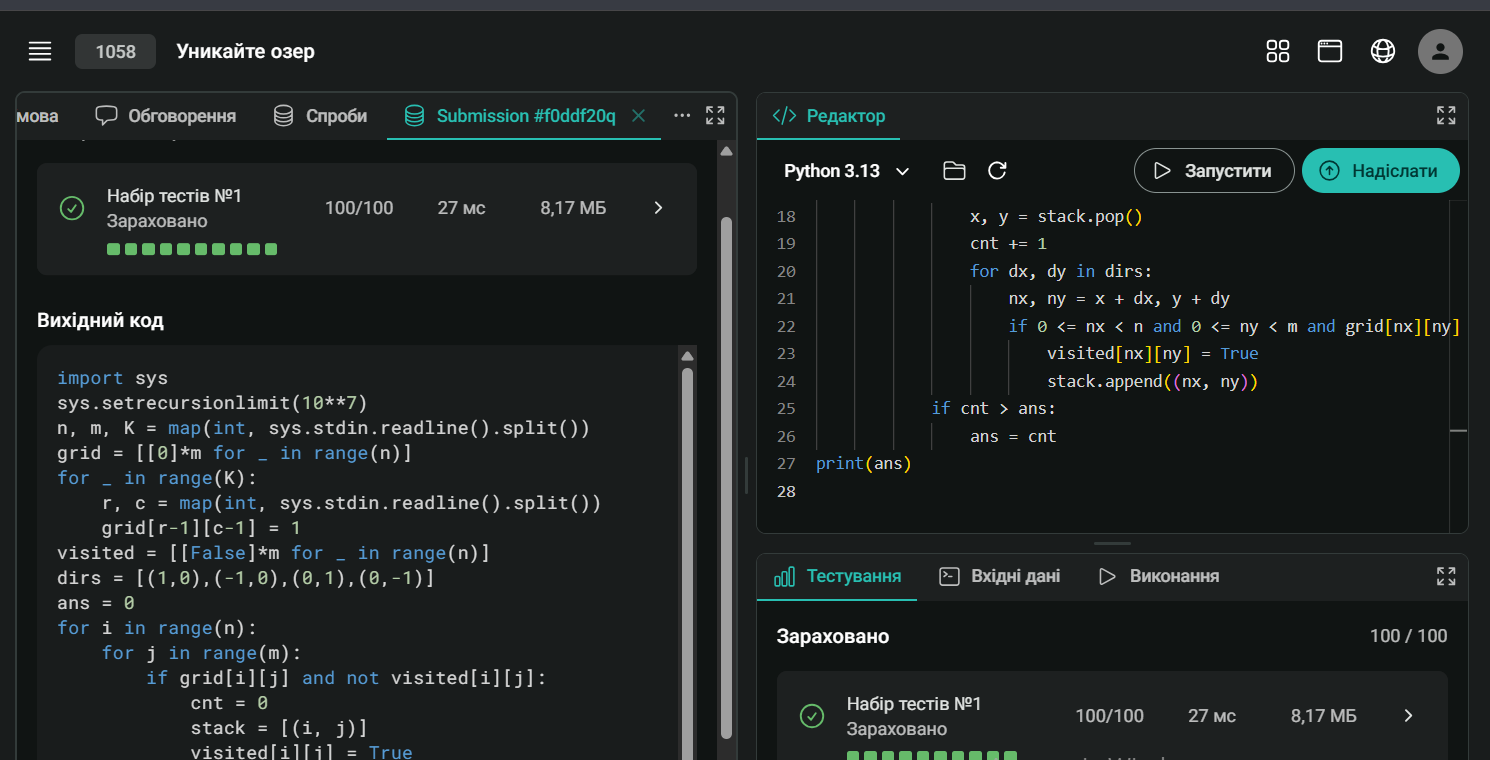 1058
Уникайте озер
мова
Обговорення
Спроби
Submission #f0ddf20q
Набір тестів №1
Зараховано
100/100
27 мс
8,17 МБ
Вихідний код
import sys
sys.setrecursionlimit(10**7)
n, m, K = map(int, sys.stdin.readline().split())
grid = [[0]*m for _ in range(n)]
for _ in range(K):
    r, c = map(int, sys.stdin.readline().split())
    grid[r-1][c-1] = 1
visited = [[False]*m for _ in range(n)]
dirs = [(1,0),(-1,0),(0,1),(0,-1)]
ans = 0
for i in range(n):
    for j in range(m):
        if grid[i][j] and not visited[i][j]:
            cnt = 0
            stack = [(i, j)]
            visited[i][j] = True
Редактор
Python 3.13
Запустити
Надіслати
18 x, y = stack.pop()
19 cnt += 1
20 for dx, dy in dirs:
21 nx, ny = x + dx, y + dy
22 if 0 <= nx < n and 0 <= ny < m and grid[nx][ny]
23 visited[nx][ny] = True
24 stack.append((nx, ny))
25 if cnt > ans:
26 ans = cnt
27 print(ans)
28
Тестування
Вхідні дані
Виконання
Зараховано
100 / 100
Набір тестів №1
Зараховано
100/100
27 мс
8,17 МБ